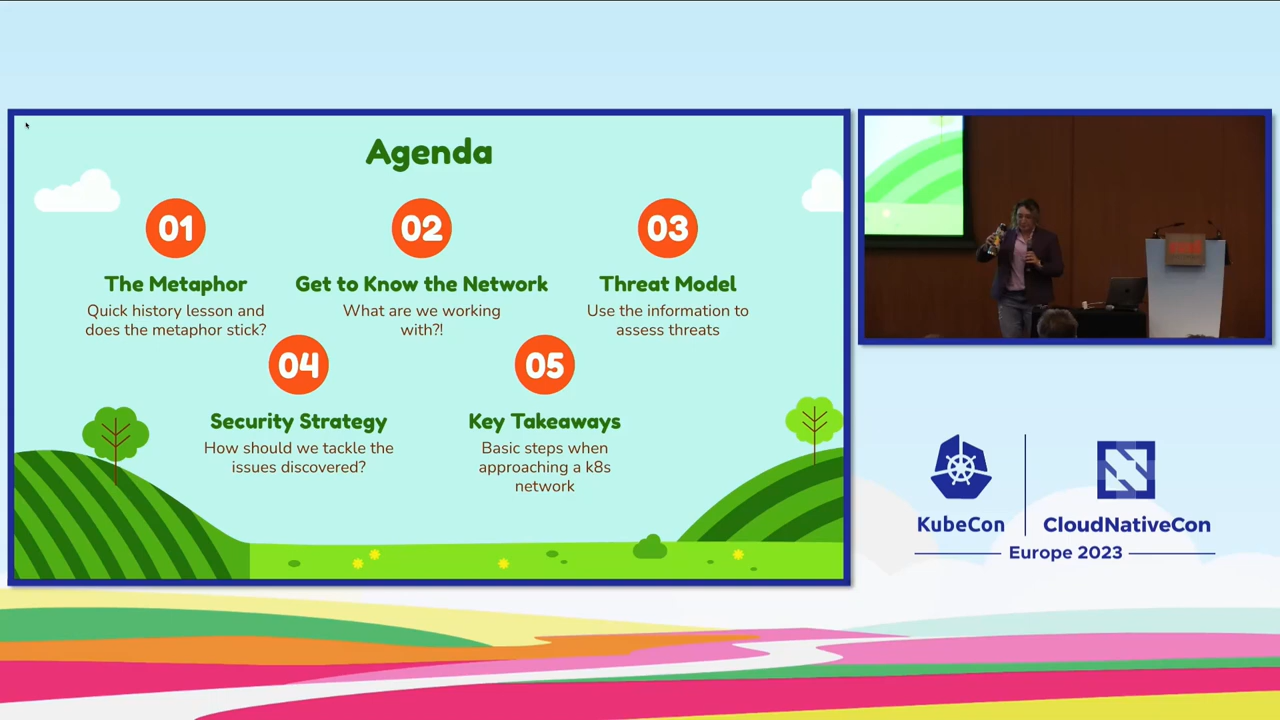 Agenda
01
02
03
The Metaphor
Get to Know the Network
Threat Model
Quick history lesson and
does the metaphor stick?
What are we working
with?!
Use the information to
assess threats
04
05
Security Strategy
Key Takeaways
How should we tackle the
issues discovered?
Basic steps when
approaching a k8s
network
KubeCon
CloudNativeCon
Europe 2023